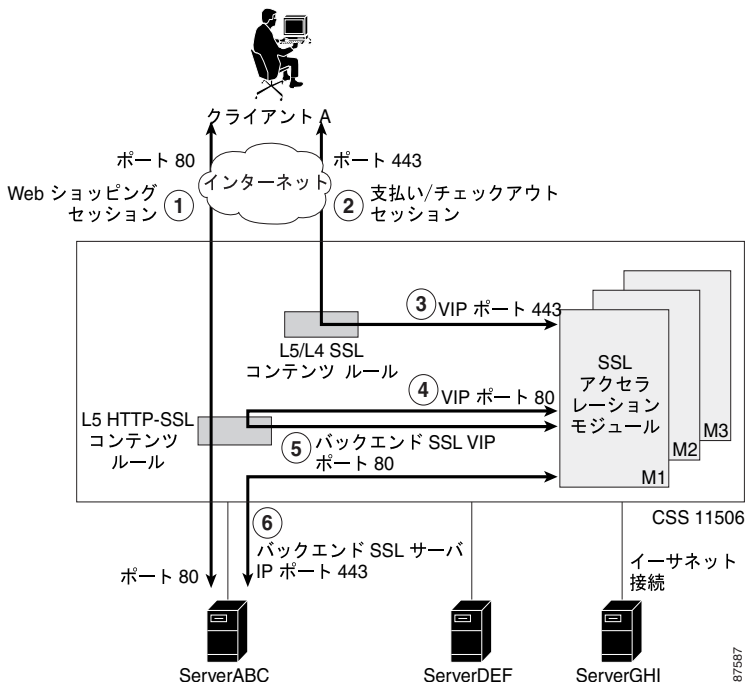 クライアント A
ポート 80
ポート 443
インターネット
Web ショッピング
セッション
1
2
支払い/チェックアウト
セッション
3
VIP ポート 443
L5/L4 SSL
コンテンツ ルール
SSL
アクセラ
レーション
モジュール
4
VIP ポート 80
L5 HTTP-SSL
コンテンツ
ルール
5
バックエンド SSL VIP
ポート 80
M1
M2
M3
CSS 11506
6
バックエンド SSL サーバ
IP ポート 443
ポート 80
イーサネット
接続
ServerABC
ServerDEF
ServerGHI
87587